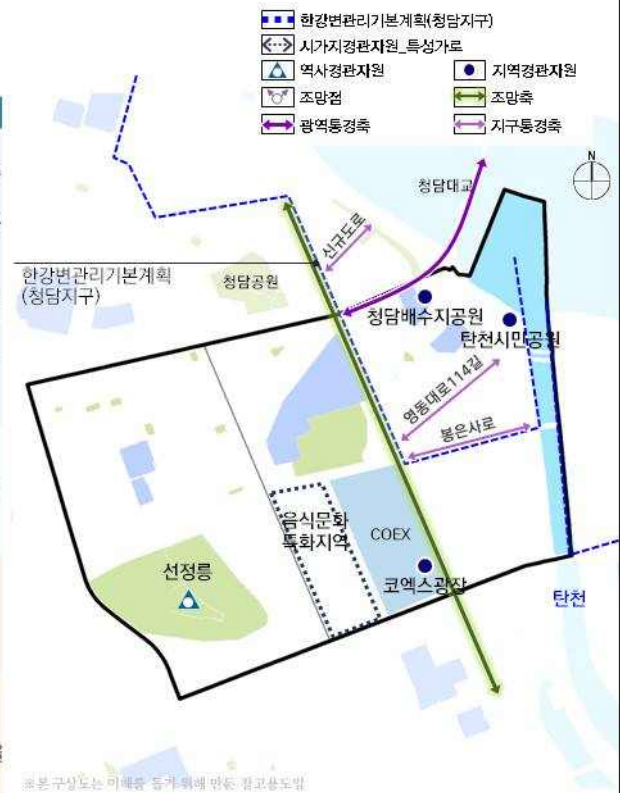 한강변관리기본계획(청담지구)
시가지경관자원_특성가로
역사경관자원
지역경관자원
조망점
조망축
광역통경축
지구통경축
N
청담대교
신규도로
한강변관리기본계획
(청담지구)
청담공원
청담배수지공원
탄천시민공원
영동대로114길
봉은사로
음식문화
특화지역
COEX
선정릉
코엑스광장
탄천
※본 구상도는 이해를 돕기 위해 만든 참고용도임